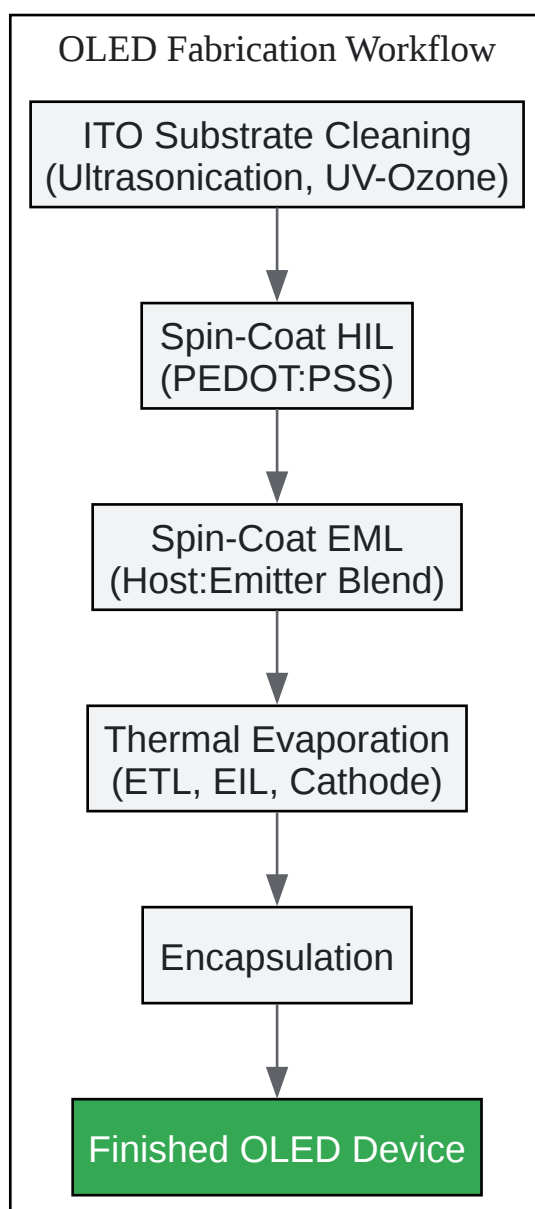 OLED Fabrication Workflow
ITO Substrate Cleaning
(Ultrasonication, UV-Ozone)
Spin-Coat HIL
(PEDOT:PSS)
Spin-Coat EML
(Host:Emitter Blend)
Thermal Evaporation
(ETL, EIL, Cathode)
Encapsulation
Finished OLED Device